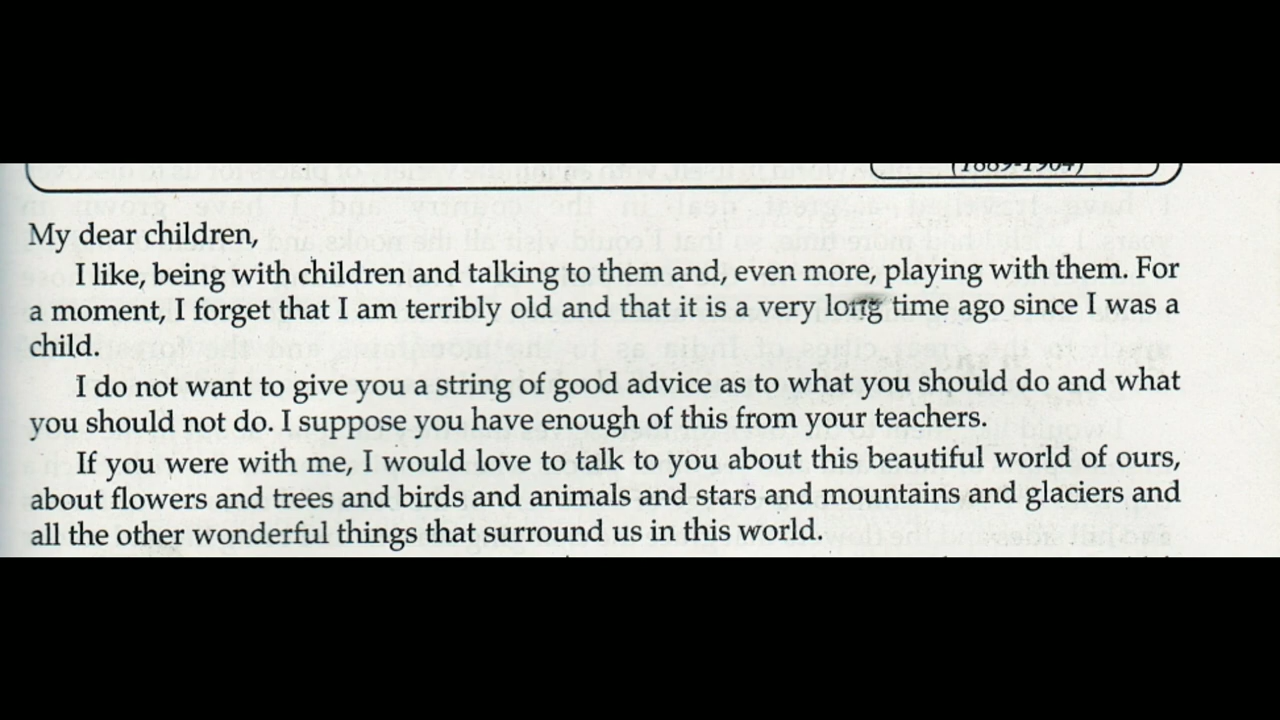 (1889-1964)
My dear children,
I like, being with children and talking to them and, even more, playing with them. For
a moment, I forget that I am terribly old and that it is a very long time ago since I was a
child.
I do not want to give you a string of good advice as to what you should do and what
you should not do. I suppose you have enough of this from your teachers.
If you were with me, I would love to talk to you about this beautiful world of ours,
about flowers and trees and birds and animals and stars and mountains and glaciers and
all the other wonderful things that surround us in this world.